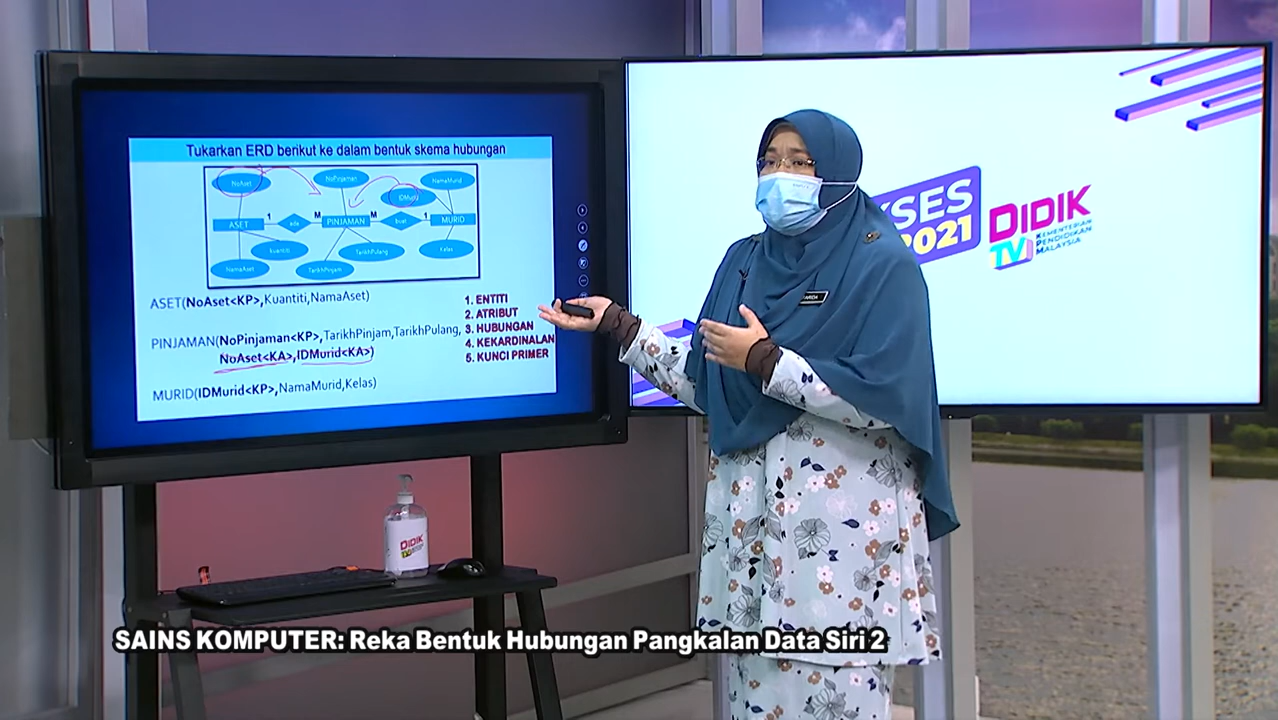 Tukarkan ERD berikut ke dalam bentuk skema hubungan
NoAset
NoPinjaman
NamaMurid
IDMurid
ASET
1
ada
M
PINJAMAN
M
buat
1
MURID
kuantiti
TarikhPulang
Kelas
NamaAset
TarikhPinjam
ASET(NoAset<KP>,Kuantiti,NamaAset)
PINJAMAN(NoPinjaman<KP>,TarikhPinjam,TarikhPulang,
NoAset<KA>,IDMurid<KA>)
MURID(IDMurid<KP>,NamaMurid,Kelas)
1. ENTITI
2. ATRIBUT
3. HUBUNGAN
4. KEKARDINALAN
5. KUNCI PRIMER
KSES
2021
DIDIK
TV
KEMENTERIAN
PENDIDIKAN
MALAYSIA
DIDIK
TV
SAINS KOMPUTER: Reka Bentuk Hubungan Pangkalan Data Siri 2